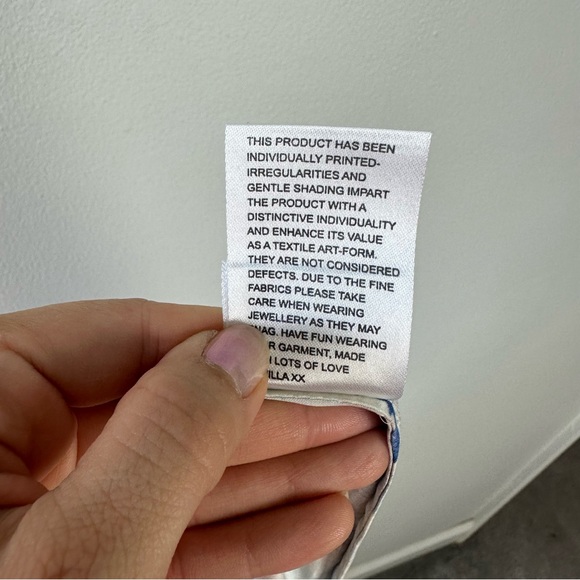 THIS PRODUCT HAS BEEN
INDIVIDUALLY PRINTED-
IRREGULARITIES AND
GENTLE SHADING IMPART
THE PRODUCT WITH A
DISTINCTIVE INDIVIDUALITY
AND ENHANCE ITS VALUE
AS A TEXTILE ART-FORM.
THEY ARE NOT CONSIDERED
DEFECTS. DUE TO THE FINE
FABRICS PLEASE TAKE
CARE WHEN WEARING
JEWELLERY AS THEY MAY
HAVE FUN WEARING
GARMENT, MADE
LOTS OF LOVE
XX